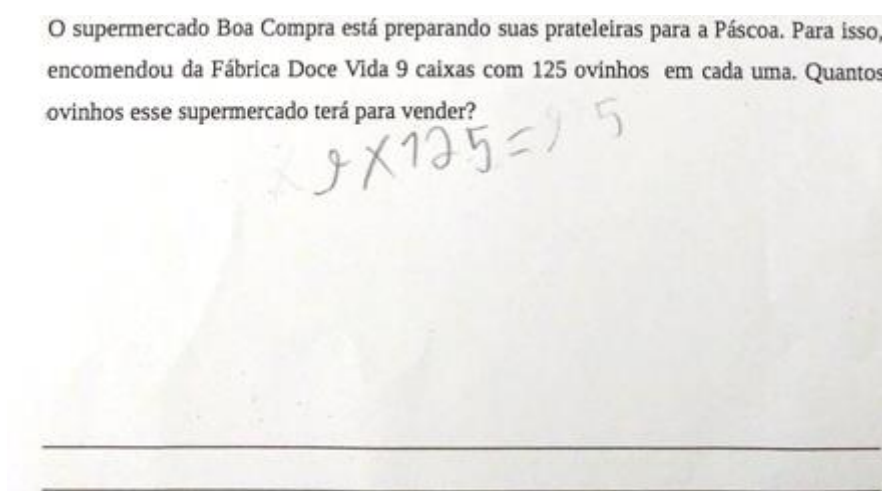 O supermercado Boa Compra está preparando suas prateleiras para a Páscoa. Para isso,
encomendou da Fábrica Doce Vida 9 caixas com 125 ovinhos em cada uma. Quantos
ovinhos esse supermercado terá para vender?
9 X 125 = 5